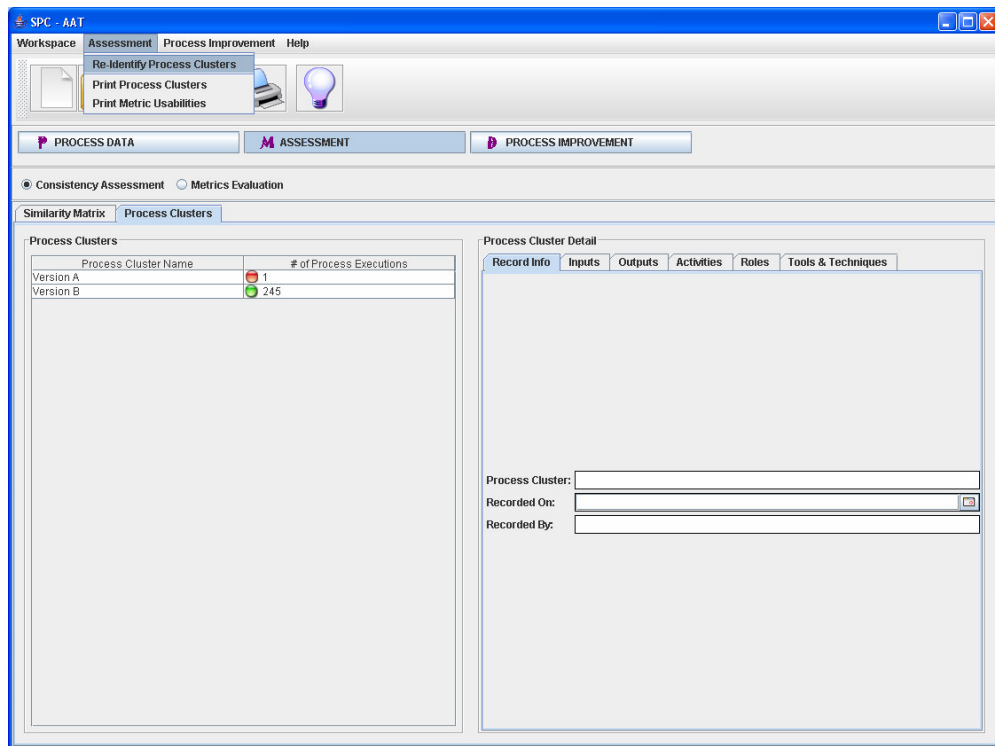 SPC - AAT
Workspace Assessment Process Improvement Help
Re-Identify Process Clusters
Print Process Clusters
Print Metric Usabilities
PROCESS DATA ASSESSMENT PROCESS IMPROVEMENT
Consistency Assessment Metrics Evaluation
Similarity Matrix Process Clusters
Process Clusters Process Cluster Detail
Process Cluster Name # of Process Executions Record Info Inputs Outputs Activities Roles Tools & Techniques
Version A 1
Version B 245
Process Cluster:
Recorded On:
Recorded By: